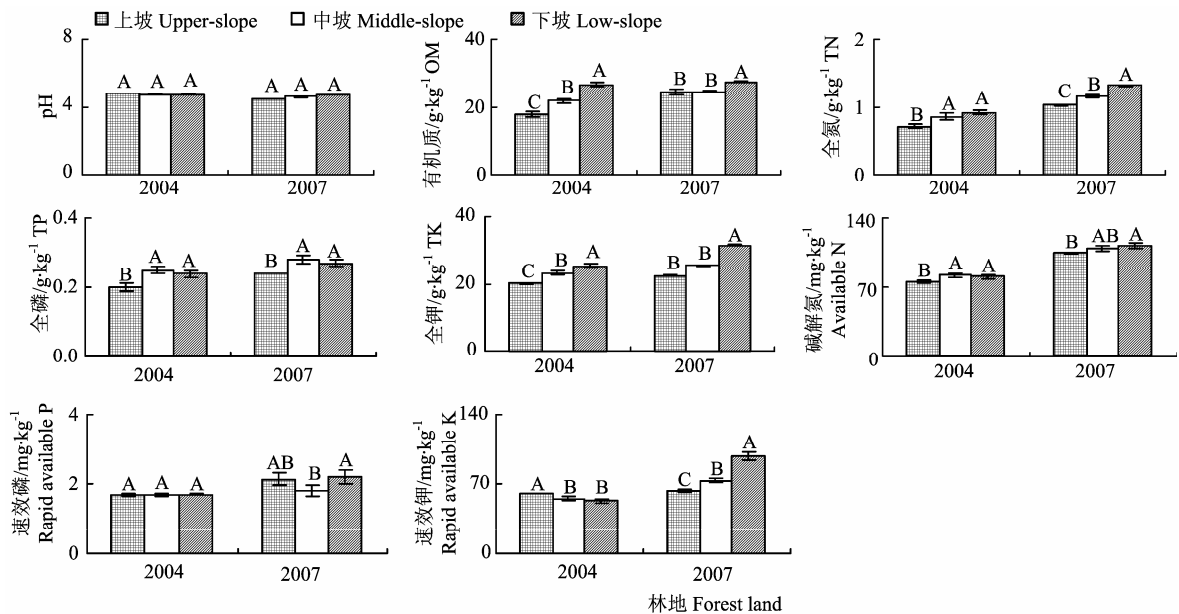 上坡 Upper-slope 中坡 Middle-slope 下坡 Low-slope
pH
8
4
0
A A A
A A A
2004 2007
有机质/g·kg⁻¹ OM
40
20
0
C B A
B B A
2004 2007
全氮/g·kg⁻¹ TN
2
1
0
B A A
C B A
2004 2007
全磷/g·kg⁻¹ TP
0.4
0.2
0.0
B A A
B A A
2004 2007
全钾/g·kg⁻¹ TK
40
20
0
C B A
B B A
2004 2007
碱解氮/mg·kg⁻¹
Available N
140
70
0
B A A
B AB A
2004 2007
速效磷/mg·kg⁻¹
Rapid available P
4
2
0
A A A
AB B A
2004 2007
速效钾/mg·kg⁻¹
Rapid available K
140
70
0
A B B
C B A
2004 2007
林地 Forest land